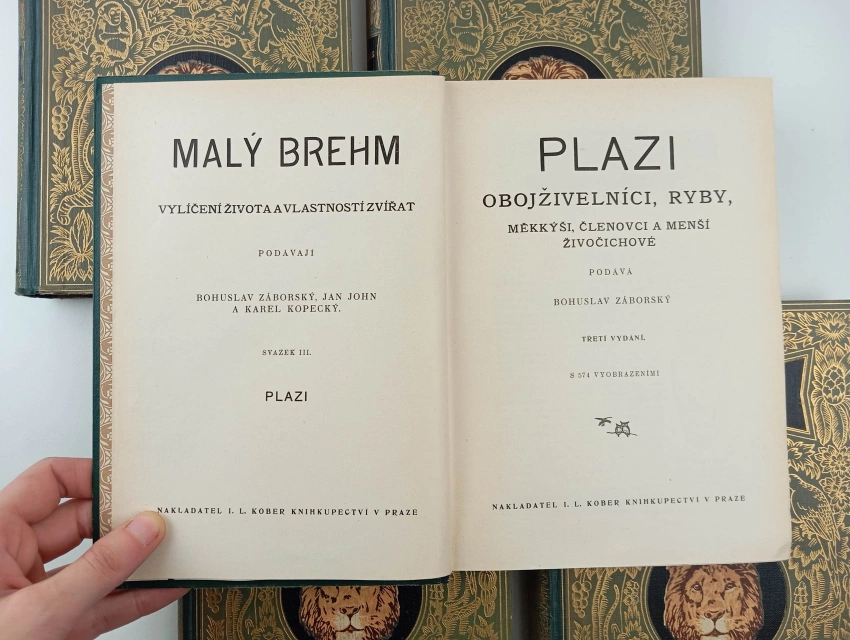 MALÝ BREHM
VYLÍČENÍ ŽIVOTA A VLASTNOSTÍ ZVÍŘAT
PODÁVAJÍ
BOHUSLAV ZÁBORSKÝ, JAN JOHN
A KAREL KOPECKÝ.
SVAZEK III.
PLAZI
NAKLADATEL I. L. KOBER KNIHKUPECTVÍ V PRAZE
PLAZI
OBOJŽIVELNÍCI, RYBY,
MĚKKÝŠI, ČLENOVCI A MENŠÍ
ŽIVOČICHOVÉ
PODÁVÁ
BOHUSLAV ZÁBORSKÝ
TŘETÍ VYDÁNÍ.
S 574 VYOBRAZENÍMI
NAKLADATEL I. L. KOBER KNIHKUPECTVÍ V PRAZE